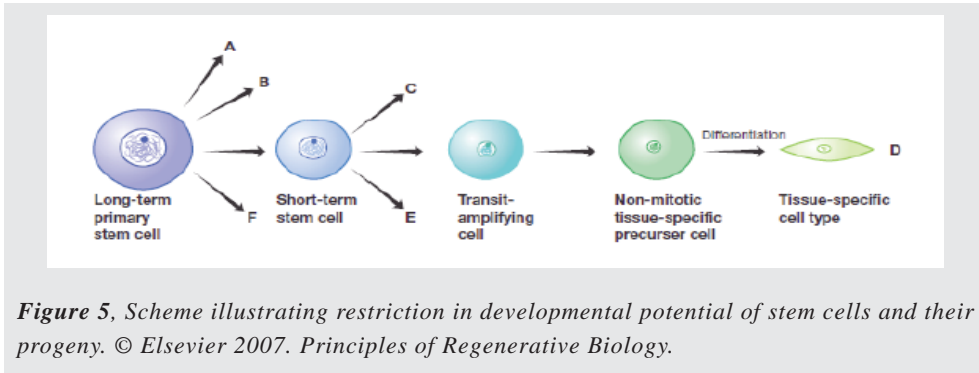 A
B
C
Differentiation
D
Long-term
primary
stem cell
F
Short-term
stem cell
E
Transit-
amplifying
cell
Non-mitotic
tissue-specific
precurser cell
Tissue-specific
cell type
Figure 5, Scheme illustrating restriction in developmental potential of stem cells and their
progeny. © Elsevier 2007. Principles of Regenerative Biology.